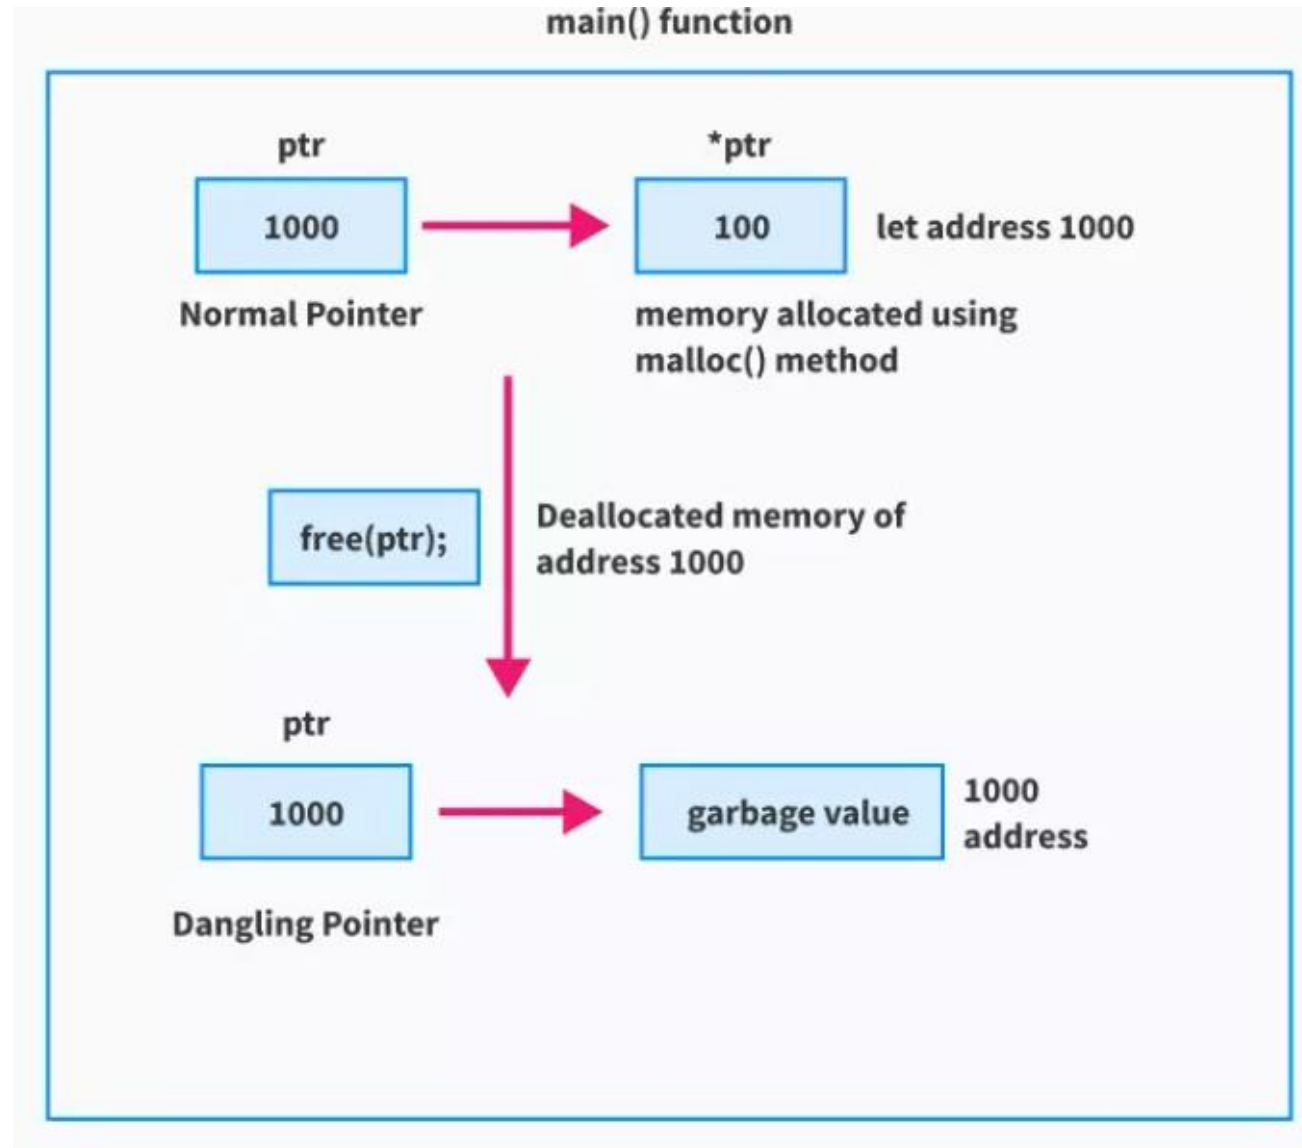 main() function
ptr
*ptr
1000
100
let address 1000
Normal Pointer
memory allocated using
malloc() method
free(ptr);
Deallocated memory of
address 1000
ptr
1000
garbage value
1000
address
Dangling Pointer